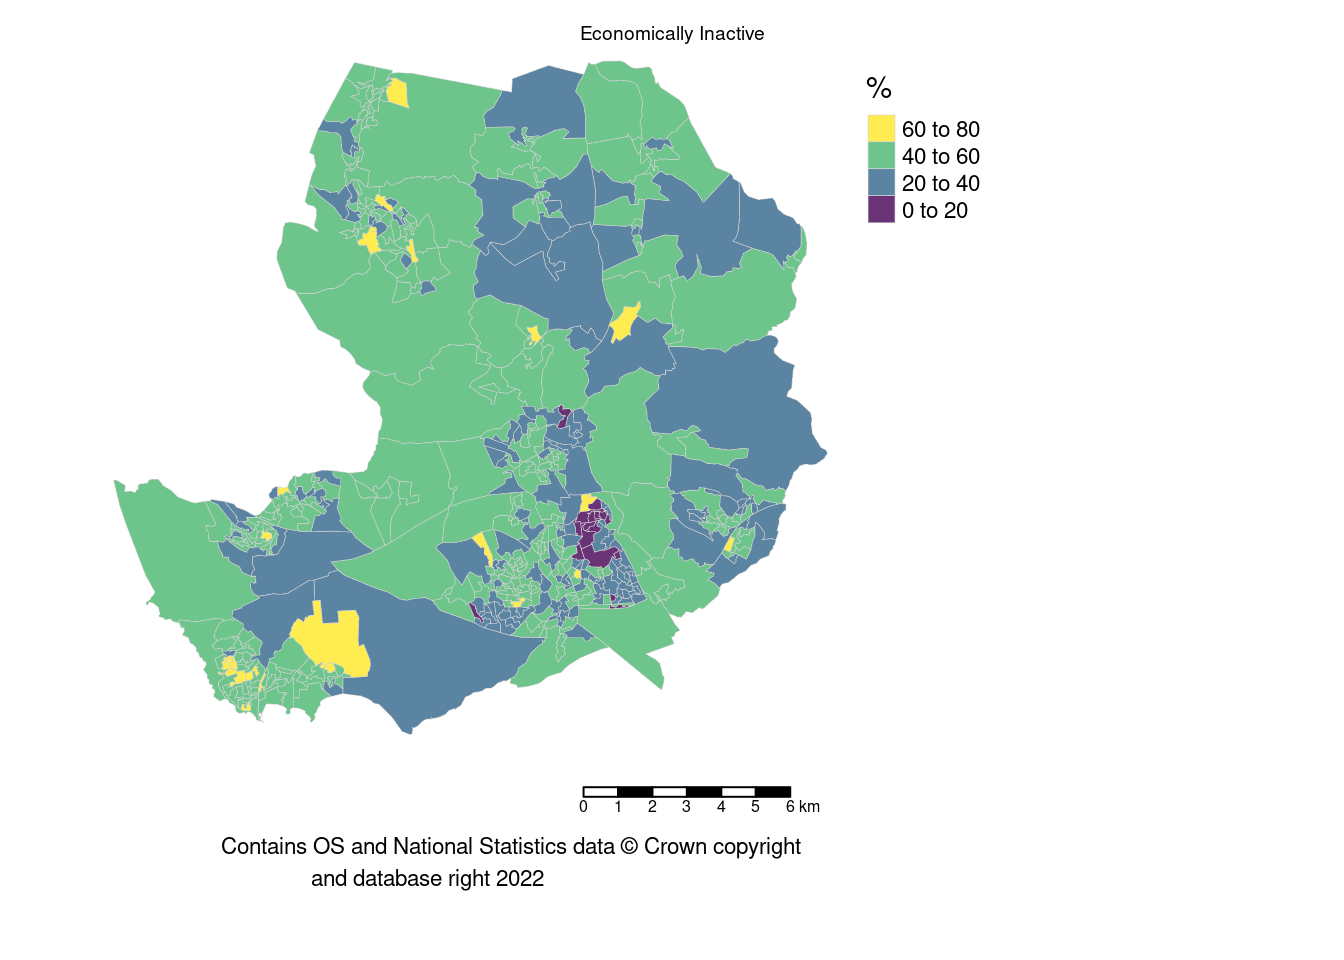 Economically Inactive
%
60 to 80
40 to 60
20 to 40
0 to 20
0 1 2 3 4 5 6 km
Contains OS and National Statistics data © Crown copyright
and database right 2022